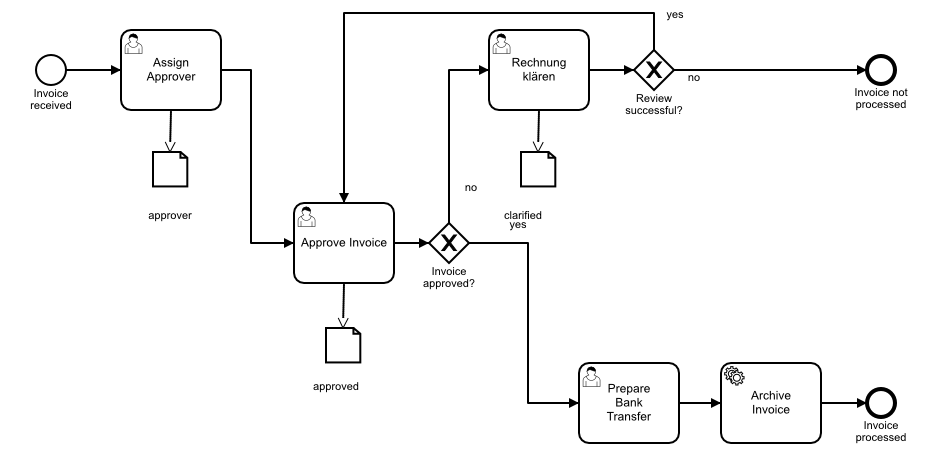 yes
Assign
Approver
Rechnung
klären
no
Invoice
received
Review
successful?
Invoice not
processed
approver
no
clarified
yes
Approve Invoice
Invoice
approved?
approved
Prepare
Bank
Transfer
Archive
Invoice
Invoice
processed